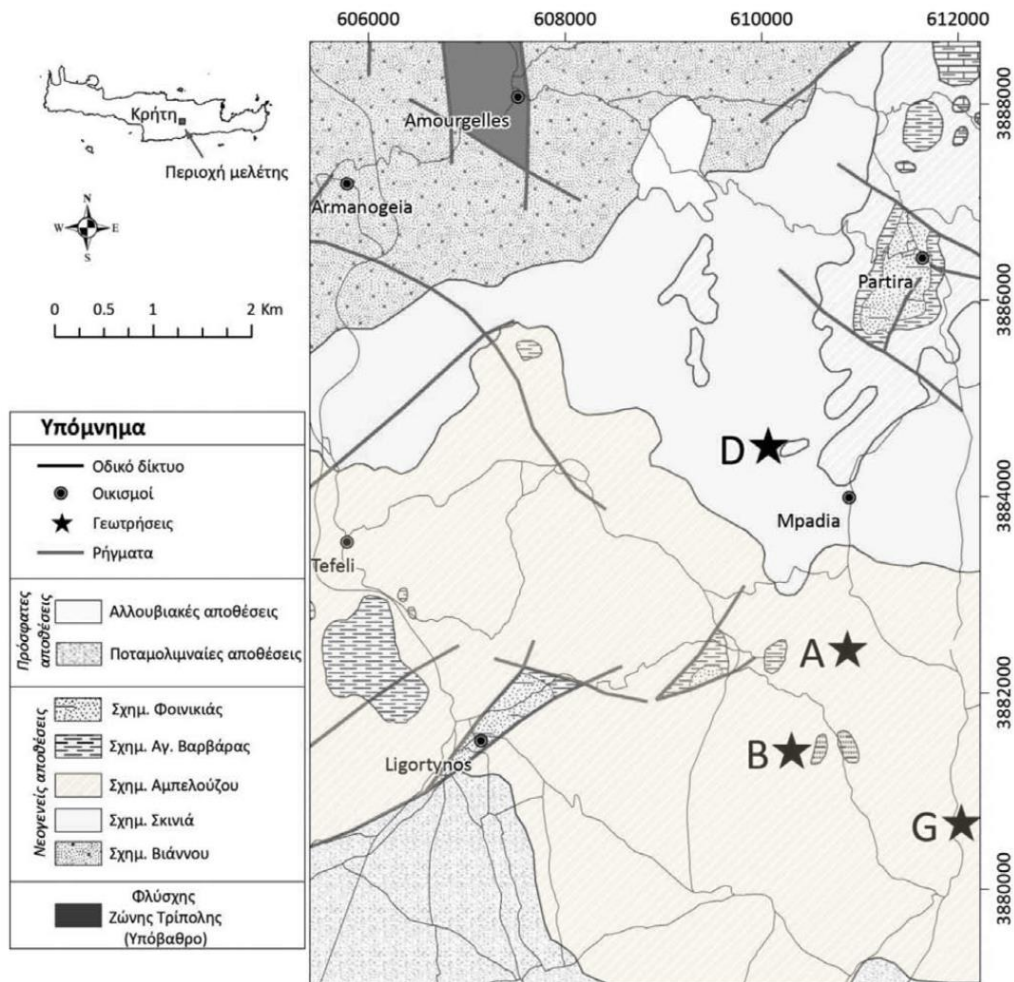 606000
608000
610000
612000
Κρήτη
Περιοχή μελέτης
N
W E
S
0 0.5 1 2 Km
Υπόμνημα
Οδικό δίκτυο
Οικισμοί
Γεωτρήσεις
Ρήγματα
Πρόσφατες
αποθέσεις
Αλλουβιακές αποθέσεις
Ποταμολιμναίες αποθέσεις
Νεογενείς αποθέσεις
Σχημ. Φοινικιάς
Σχημ. Αγ. Βαρβάρας
Σχημ. Αμπελούζου
Σχημ. Σκινιά
Σχημ. Βιάννου
Φλύσχης
Ζώνης Τρίπολης
(Υπόβαθρο)
Amourgelles
Armanogeia
Partira
D
Mpadia
Tefeli
A
B
Ligortynos
G
3888000
3886000
3884000
3882000
3880000